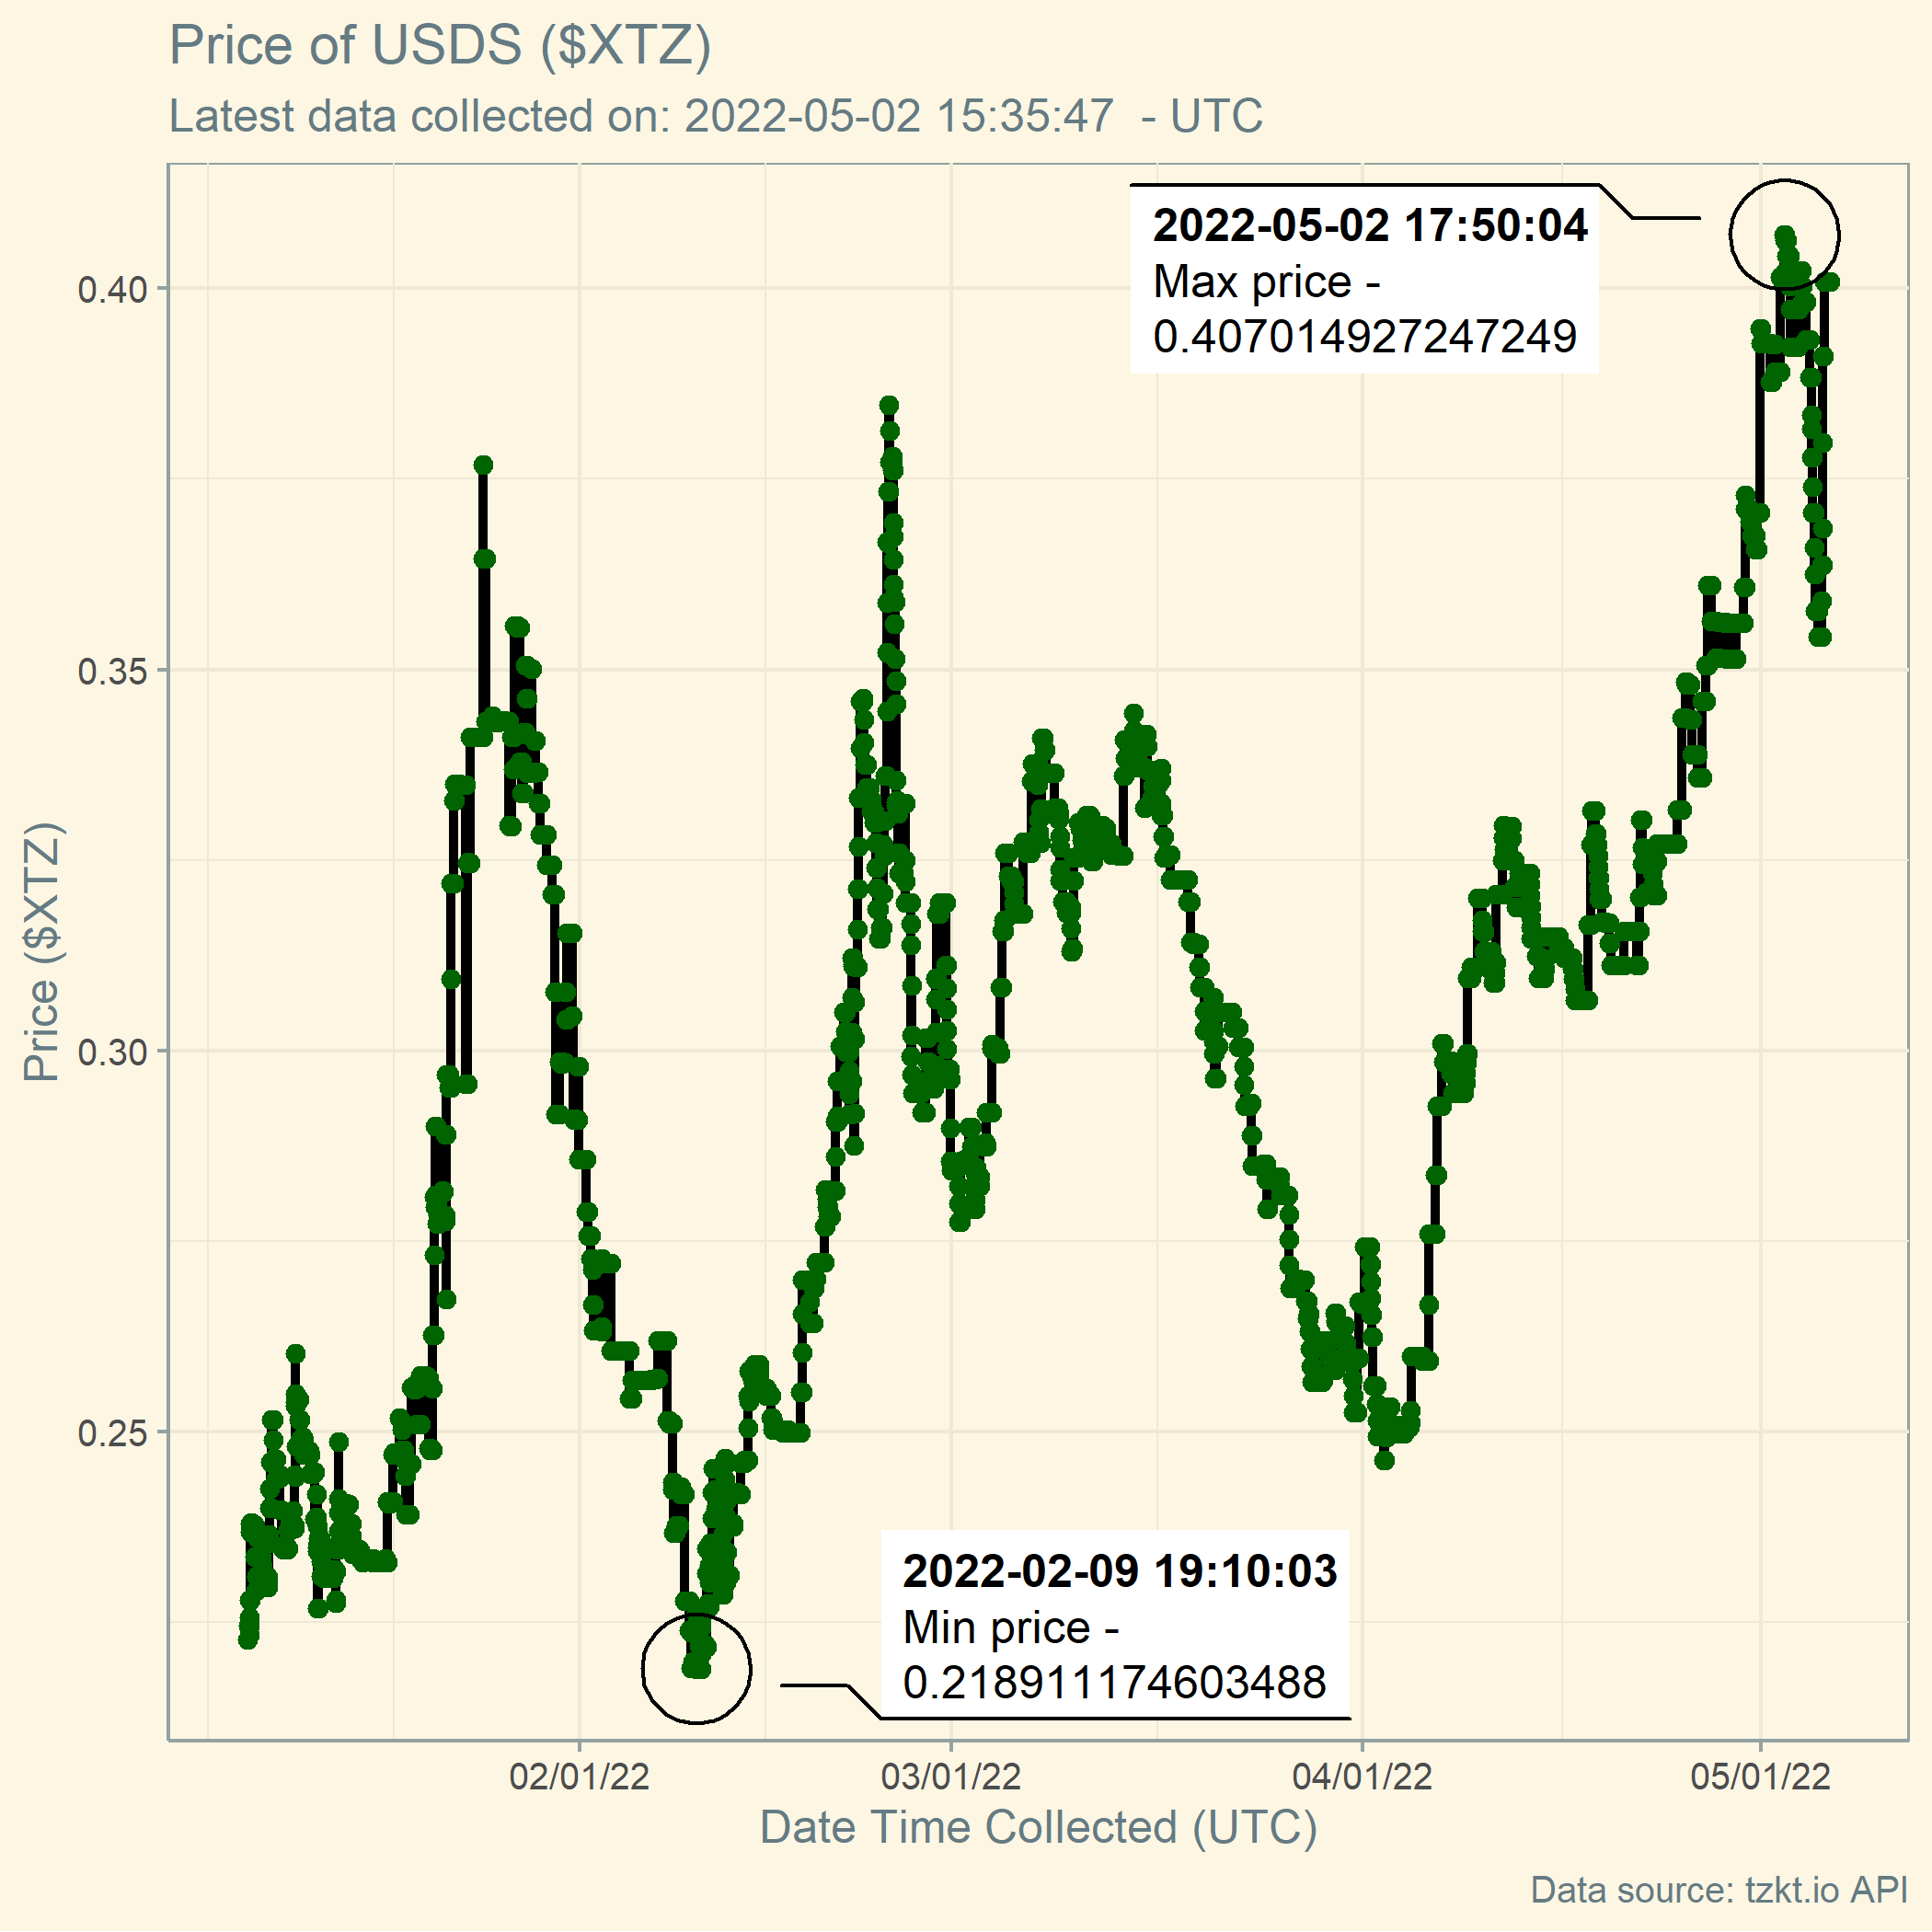 Price of USDS ($XTZ)
Latest data collected on: 2022-05-02 15:35:47  - UTC
2022-05-02 17:50:04
Max price -
0.407014927247249
0.40
0.35
0.30
0.25
Price ($XTZ)
2022-02-09 19:10:03
Min price -
0.218911174603488
02/01/22
03/01/22
04/01/22
05/01/22
Date Time Collected (UTC)
Data source: tzkt.io API